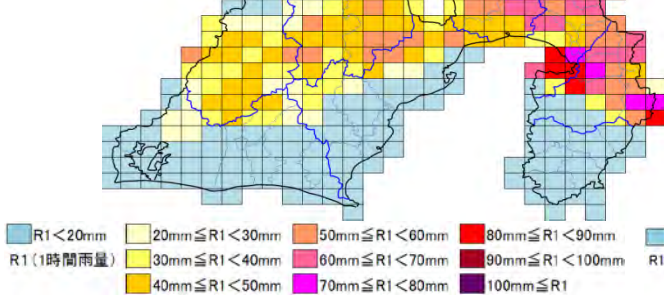 R1＜20mm 20mm≦R1＜30mm 50mm≦R1＜60mm 80mm≦R1＜90mm
R1(1時間雨量) 30mm≦R1＜40mm 60mm≦R1＜70mm 90mm≦R1＜100mm R1
40mm≦R1＜50mm 70mm≦R1＜80mm 100mm≦R1